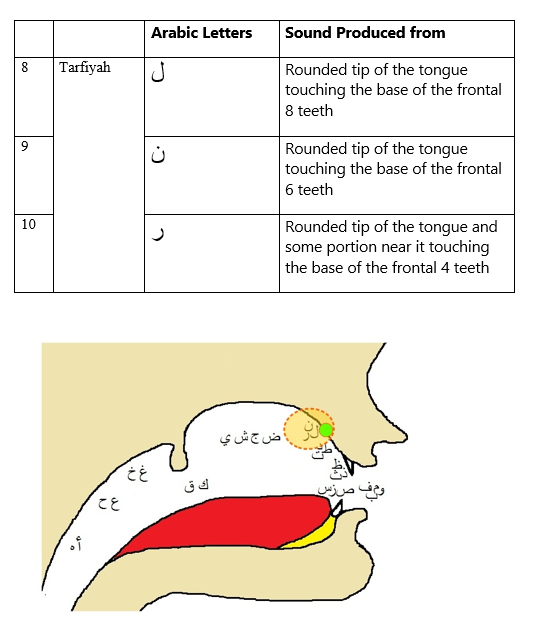 Arabic Letters Sound Produced from
8 Tarfiyah ل Rounded tip of the tongue
touching the base of the frontal
8 teeth
9 ن Rounded tip of the tongue
touching the base of the frontal
6 teeth
10 ر Rounded tip of the tongue and
some portion near it touching
the base of the frontal 4 teeth
ن
ل ر
ض ج ش ي
ط ت
ظ
ذ ث
غ خ
ك ق
و م ف
ب
ص ز س
ع ح
أ ه